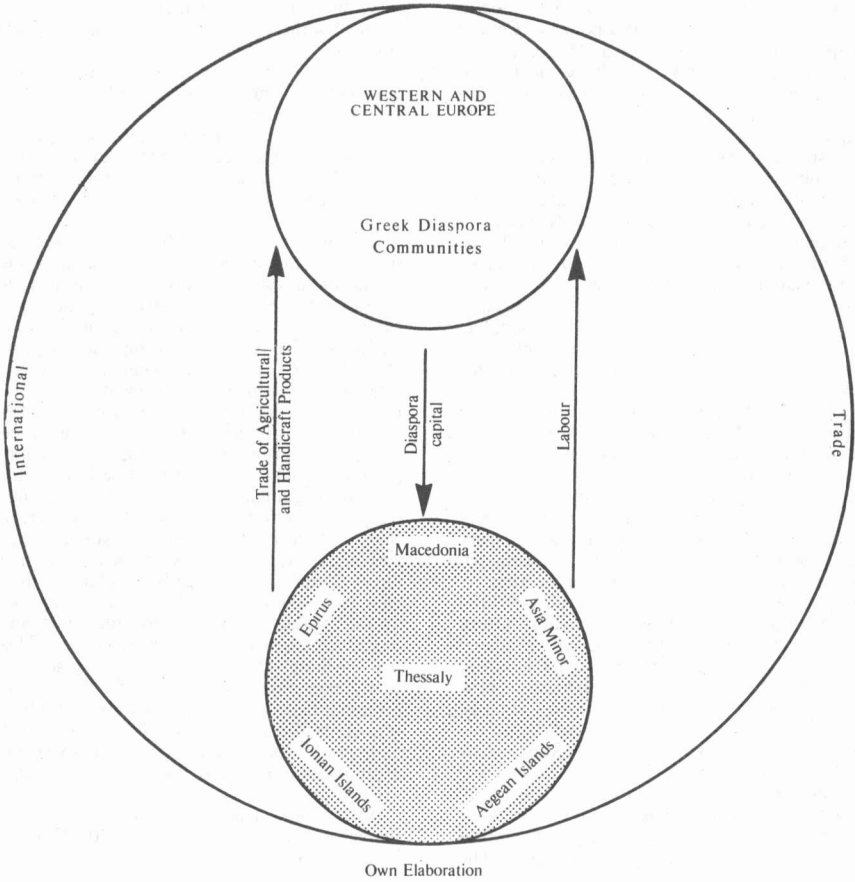 WESTERN AND
CENTRAL EUROPE
Greek Diaspora
Communities
International
Trade of Agricultural/
and Handicraft Products
Diaspora
capital
Labour
Trade
Macedonia
Epirus
Asia Minor
Thessaly
Ionian Islands
Aegean Islands
Own Elaboration